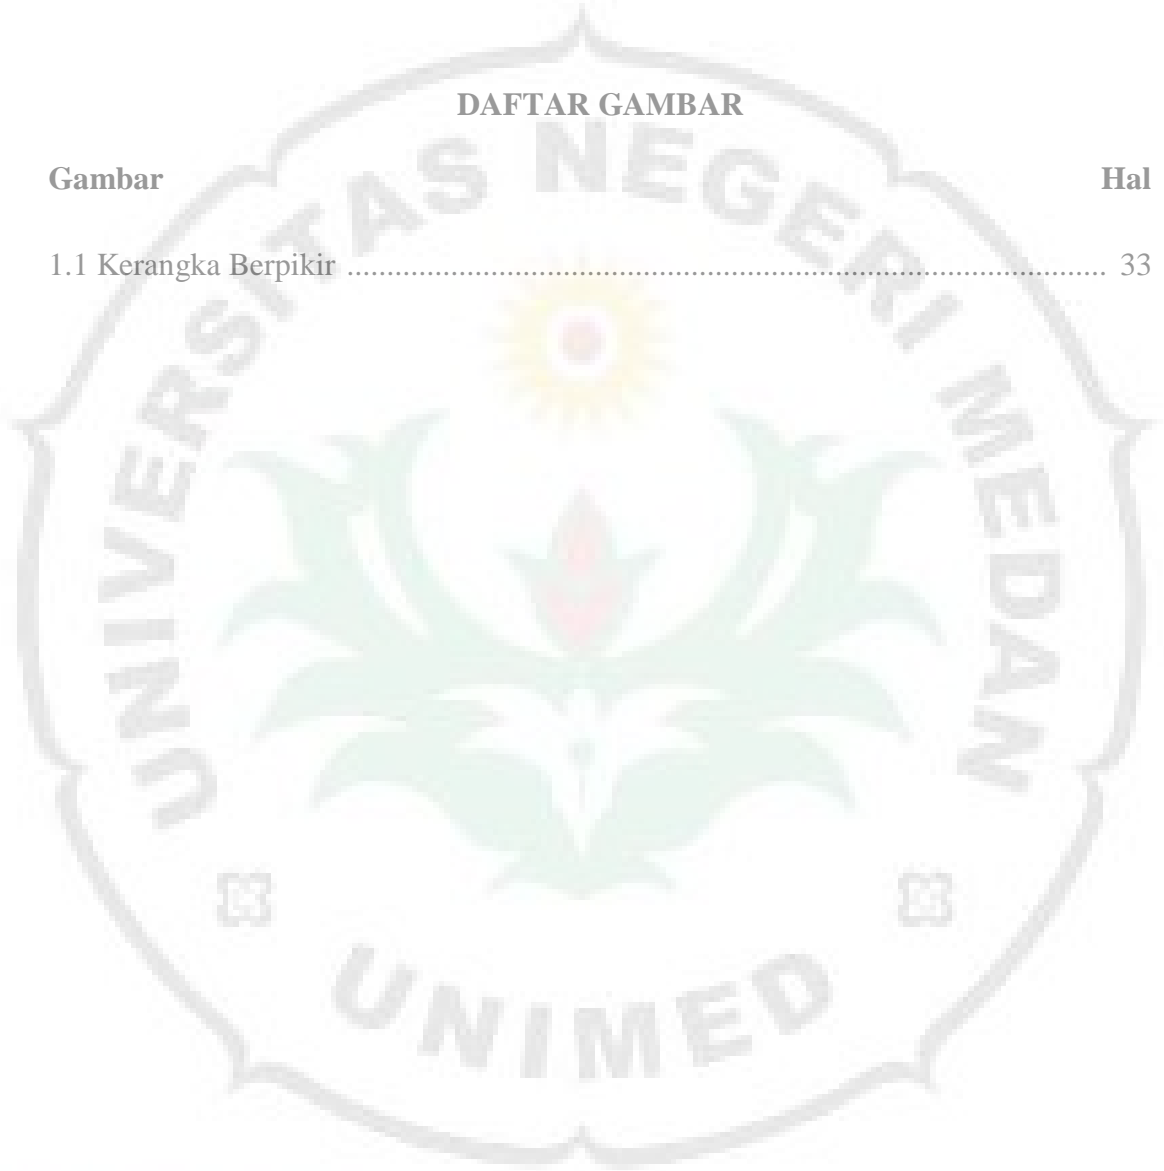 DAFTAR GAMBAR
Gambar Hal
1.1 Kerangka Berpikir ................................................................................ 33
UNIVERSITAS NEGERI MEDAN
UNIMED